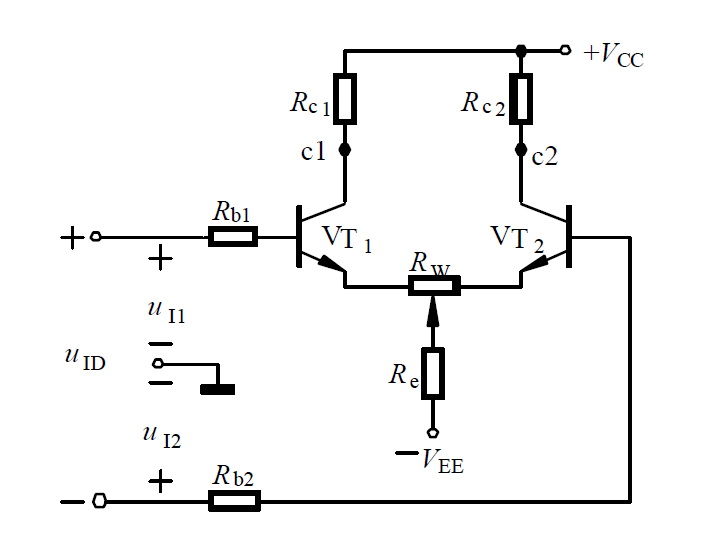 +VCC
Rc1
Rc2
c1
c2
Rb1
+
VT1
VT2
RW
+
uI1
−
uID
−
Re
uI2
−VEE
+
Rb2
−